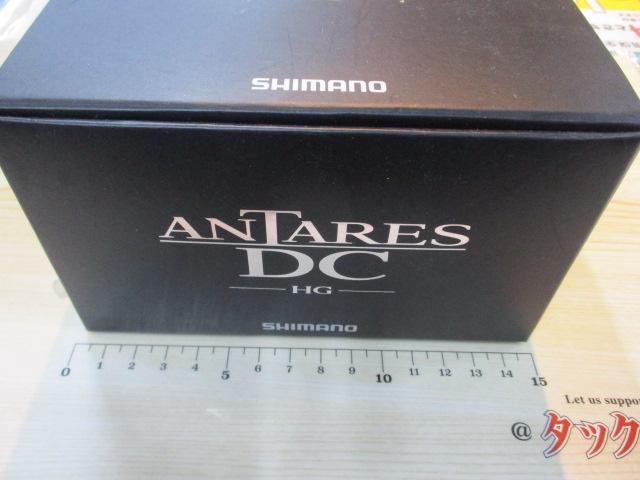 SHIMANO
ANTARES
DC
HG
SHIMANO
0 1 2 3 4 5 6 7 8 9 10 11 12 13 14 15
Let us suppo
@ タック